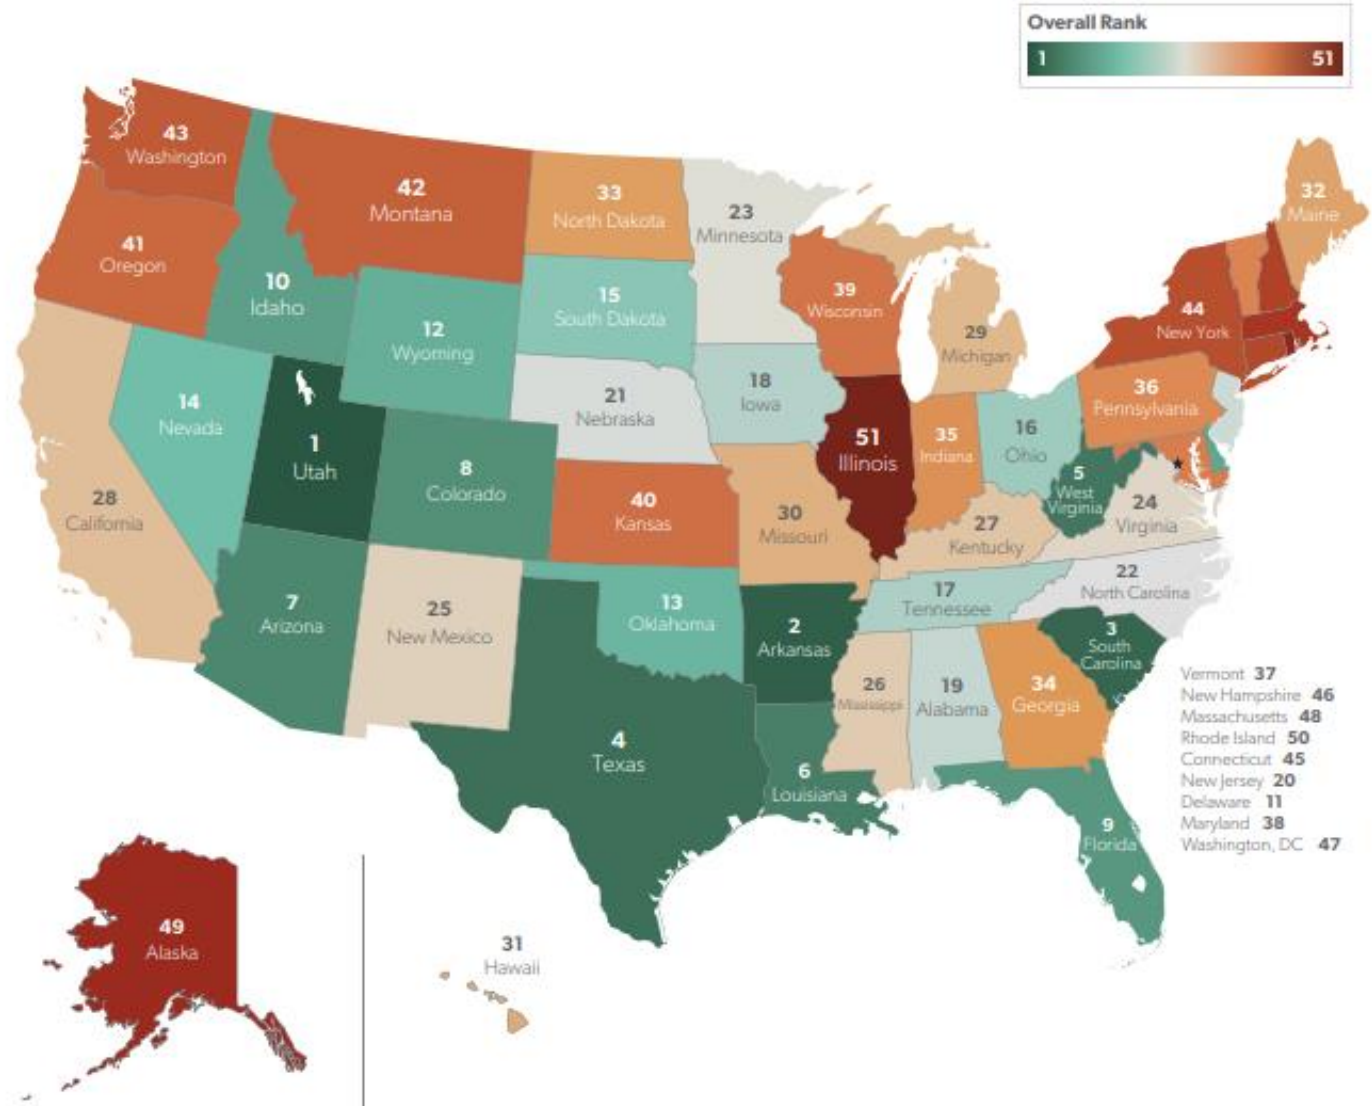 Overall Rank
1 51
43
Washington
42
Montana
33
North Dakota
23
Minnesota
32
Maine
41
Oregon
10
Idaho
12
Wyoming
15
South Dakota
39
Wisconsin
29
Michigan
44
New York
14
Nevada
1
Utah
8
Colorado
21
Nebraska
18
Iowa
51
Illinois
35
Indiana
16
Ohio
36
Pennsylvania
5
West
Virginia
24
Virginia
28
California
40
Kansas
30
Missouri
27
Kentucky
7
Arizona
25
New Mexico
13
Oklahoma
2
Arkansas
17
Tennessee
22
North Carolina
3
South
Carolina
4
Texas
6
Louisiana
26
Mississippi
19
Alabama
34
Georgia
9
Florida
Vermont 37
New Hampshire 46
Massachusetts 48
Rhode Island 50
Connecticut 45
New Jersey 20
Delaware 11
Maryland 38
Washington, DC 47
49
Alaska
31
Hawaii